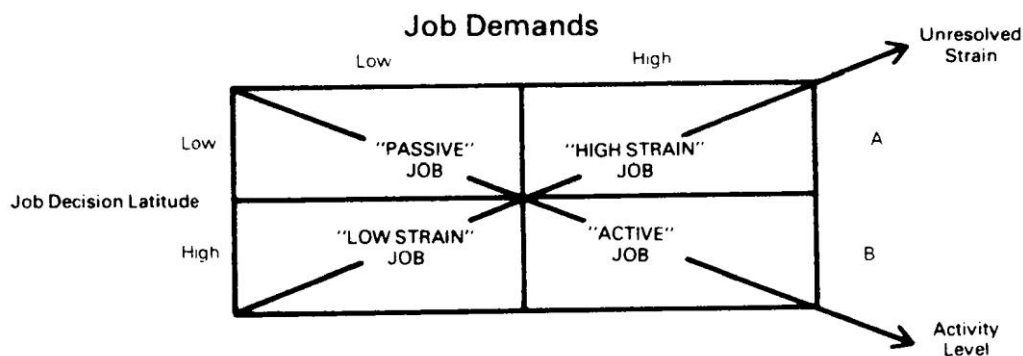 Job Demands
Unresolved
Strain
Low
High
Low
"PASSIVE"
JOB
"HIGH STRAIN"
JOB
A
Job Decision Latitude
High
"LOW STRAIN"
JOB
"ACTIVE"
JOB
B
Activity
Level